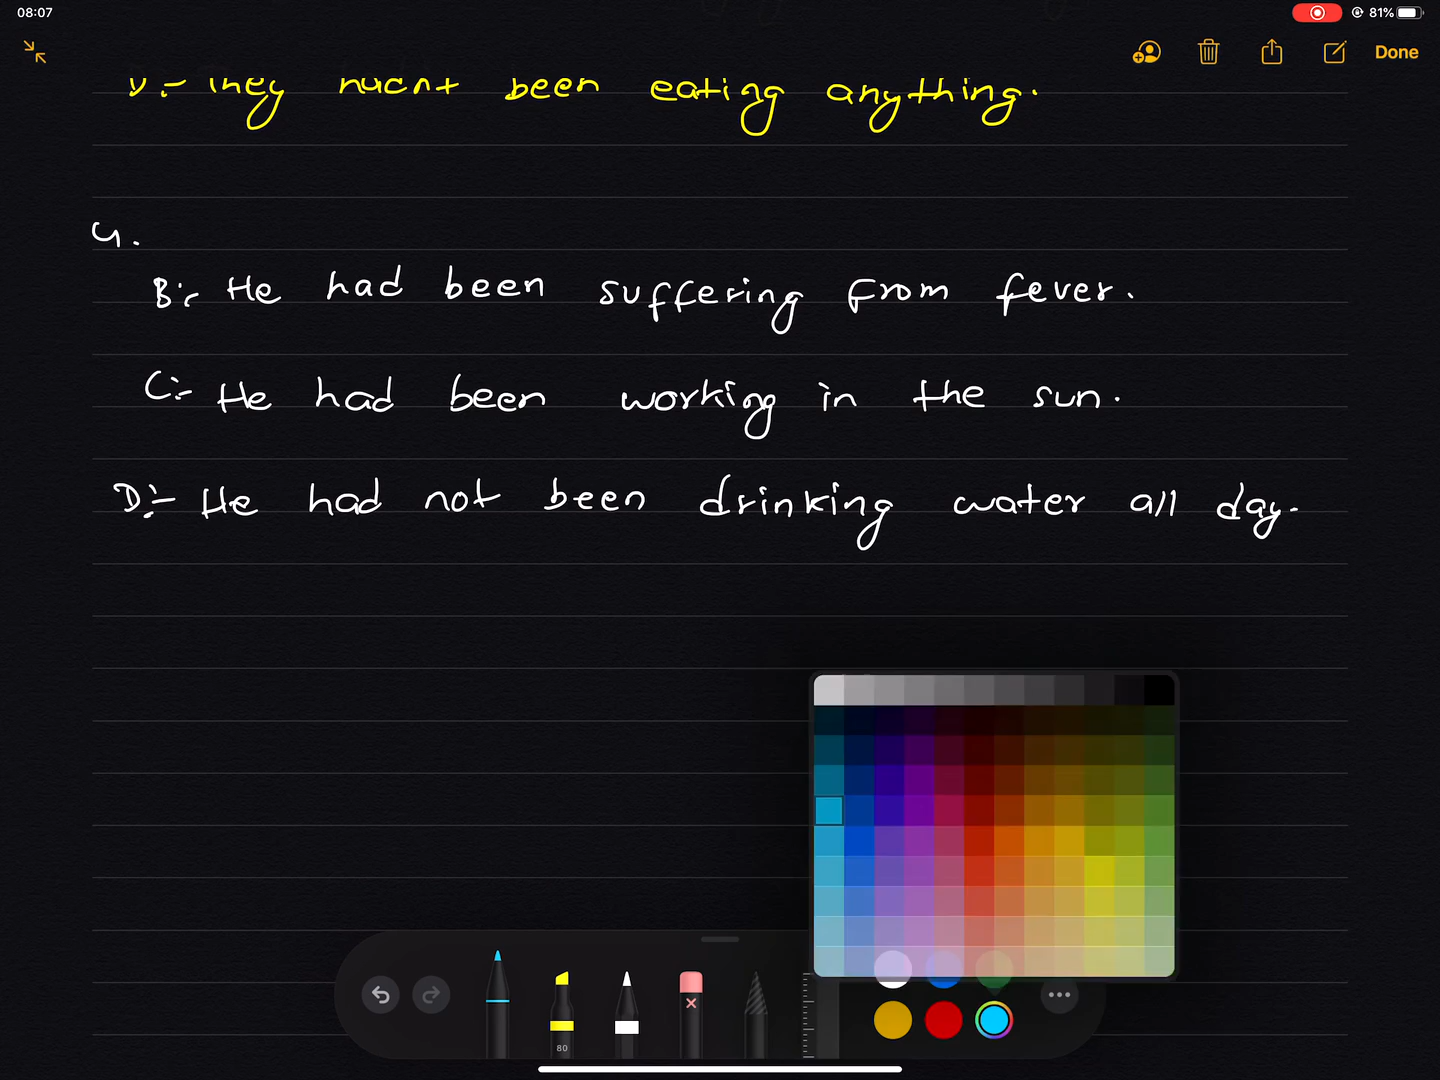 08:07
81%
Done
D:- They hadn't been eating anything.
4.
B:- He had been suffering from fever.
C:- He had been working in the sun.
D:- He had not been drinking water all day.
80